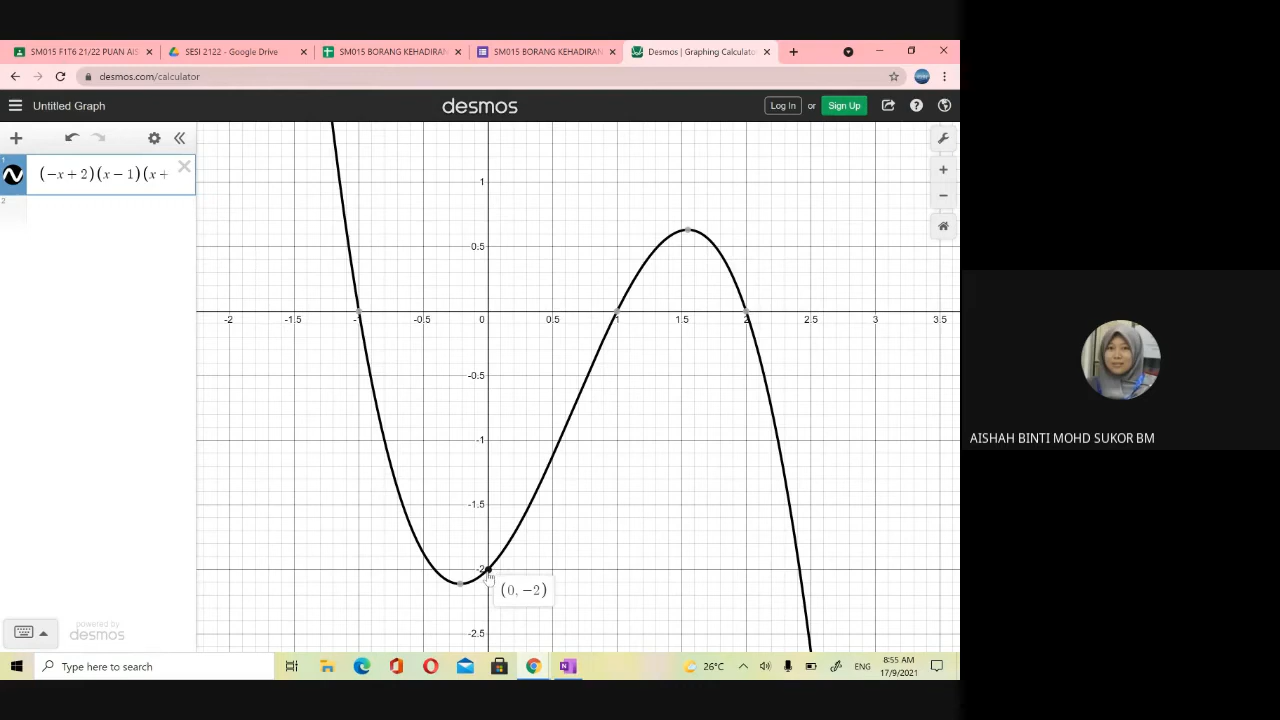 SM015 F1T6 21/22 PUAN AIS
SESI 2122 - Google Drive
SM015 BORANG KEHADIRAN
SM015 BORANG KEHADIRAN
Desmos | Graphing Calculato
desmos.com/calculator
Untitled Graph
desmos
Log In or Sign Up
1
(-x + 2)(x - 1)(x +
2
1
0.5
-2 -1.5 - -0.5 0 0.5 1 1.5 2 2.5 3 3.5
-0.5
-1
-1.5
-2
(0, -2)
-2.5
powered by
desmos
AISHAH BINTI MOHD SUKOR BM
Type here to search
26°C
ENG
8:55 AM
17/9/2021